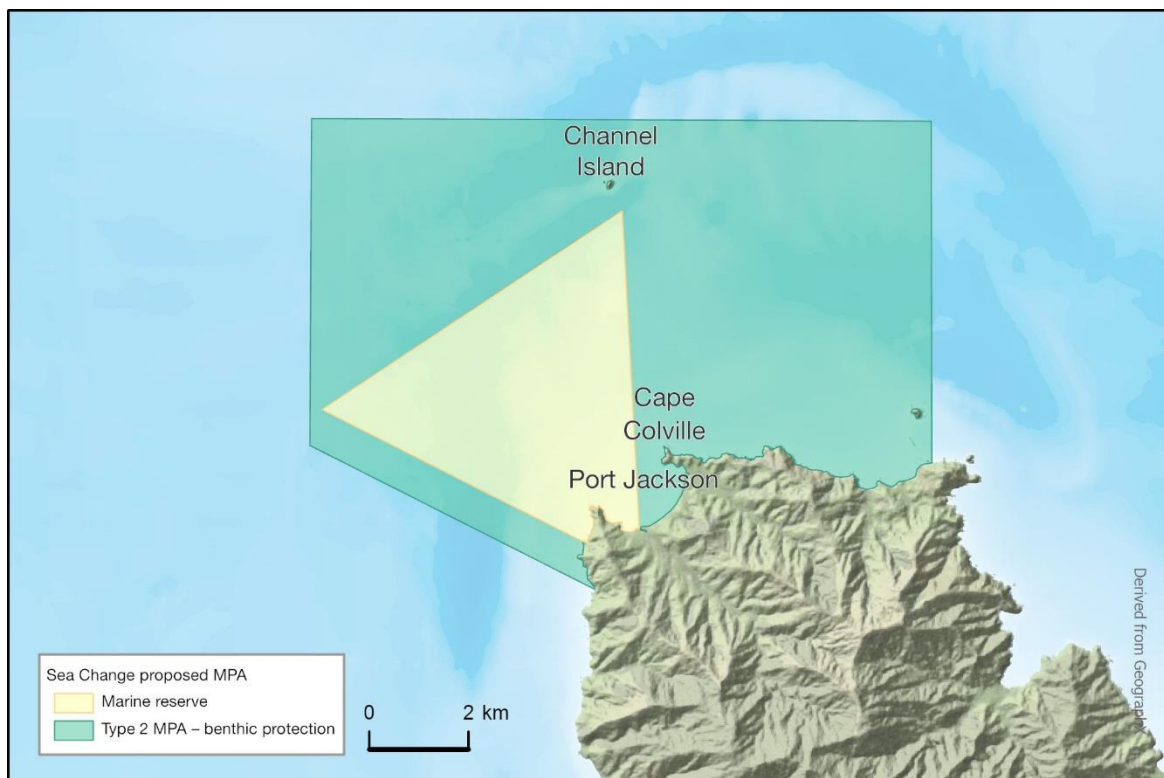 Channel
Island
Cape
Colville
Port Jackson
Sea Change proposed MPA
Marine reserve
Type 2 MPA – benthic protection
0 2 km
Derived from Geography